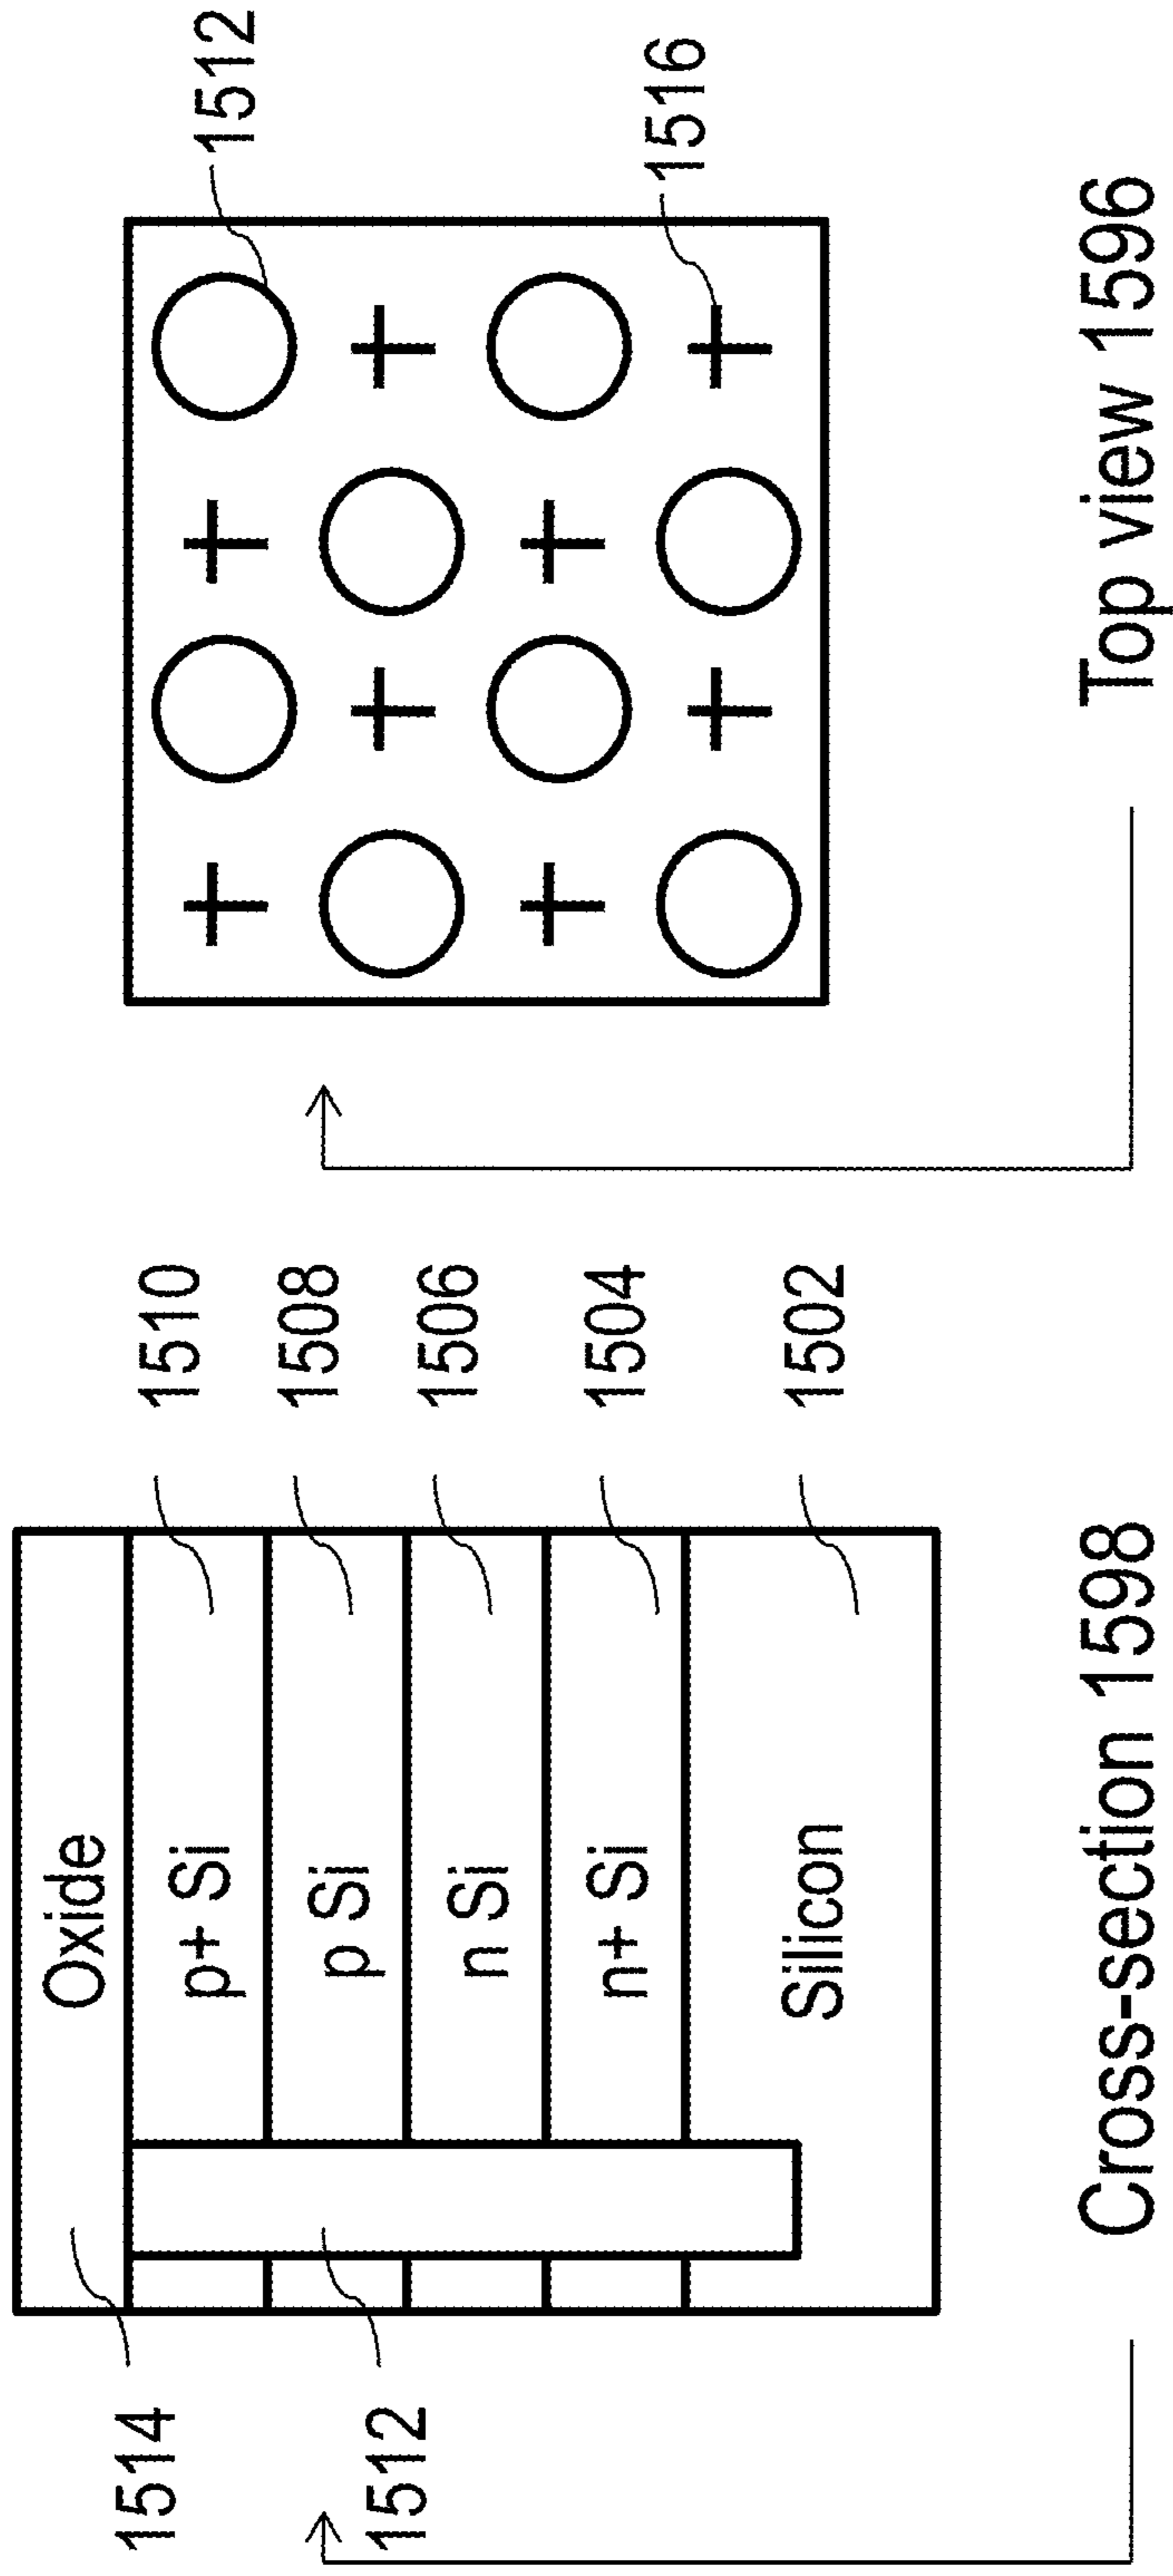 1514
1512
Oxide
p+ Si
p Si
n Si
n+ Si
Silicon
1510
1508
1506
1504
1502
Cross-section 1598
1512
1516
Top view 1596